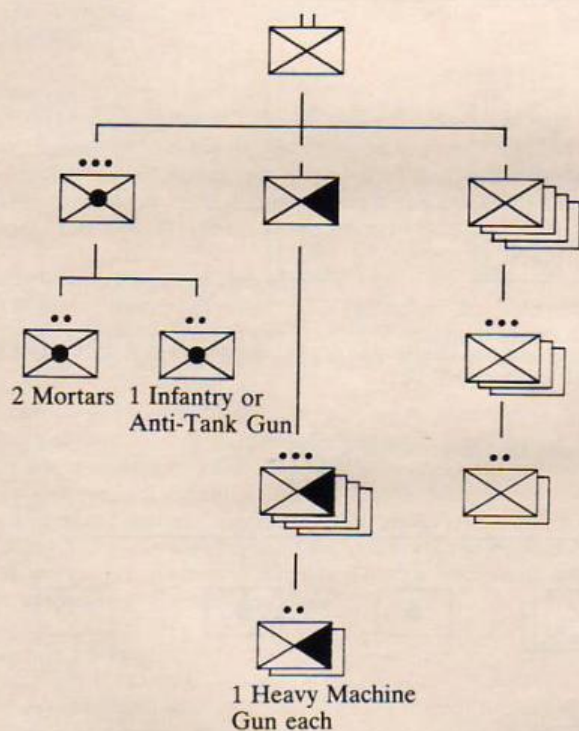 2 Mortars
1 Infantry or
Anti-Tank Gun
1 Heavy Machine
Gun each